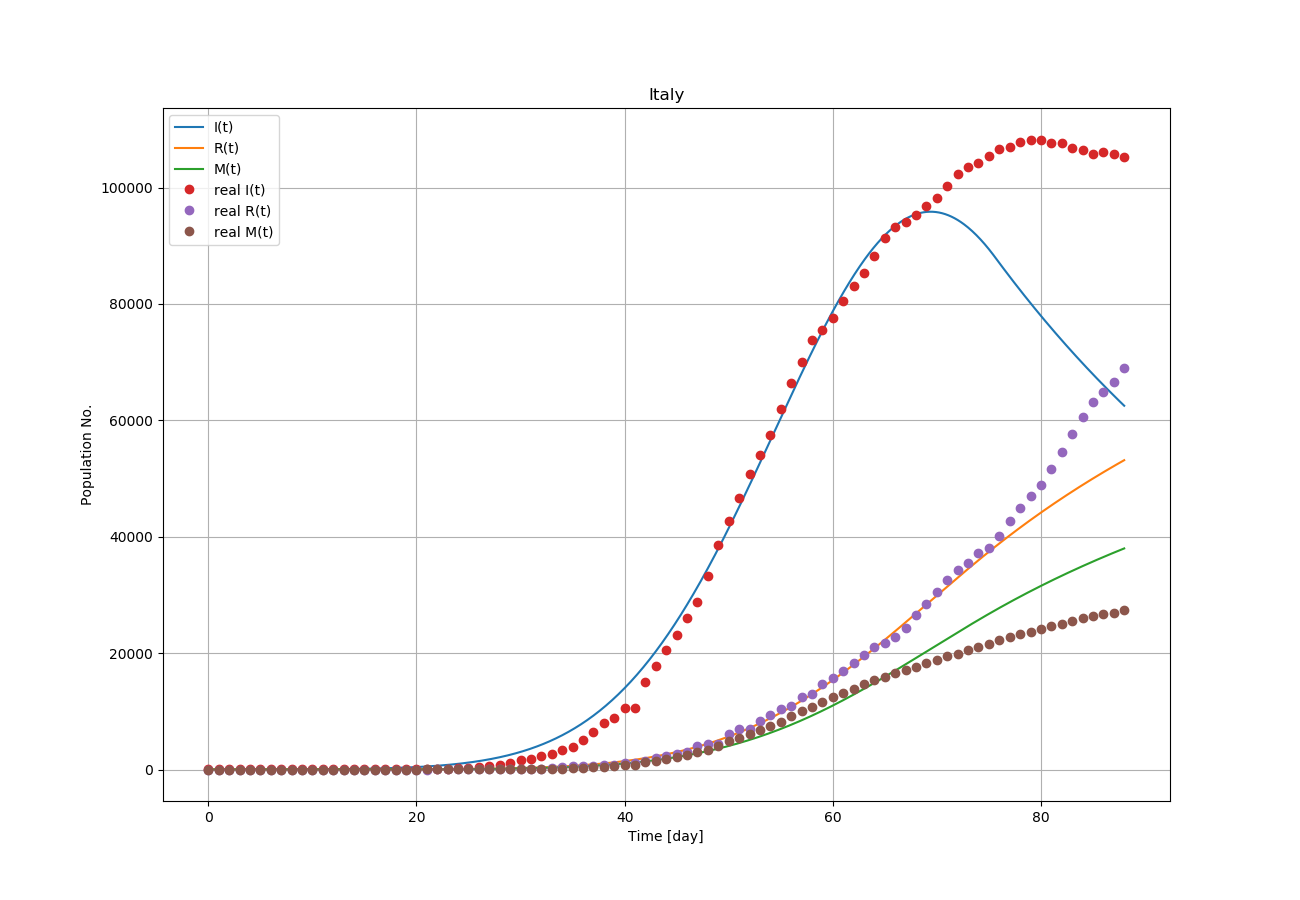 Italy
I(t)
R(t)
M(t)
real I(t)
real R(t)
real M(t)
100000
80000
60000
40000
20000
0
Population No.
0 20 40 60 80
Time [day]